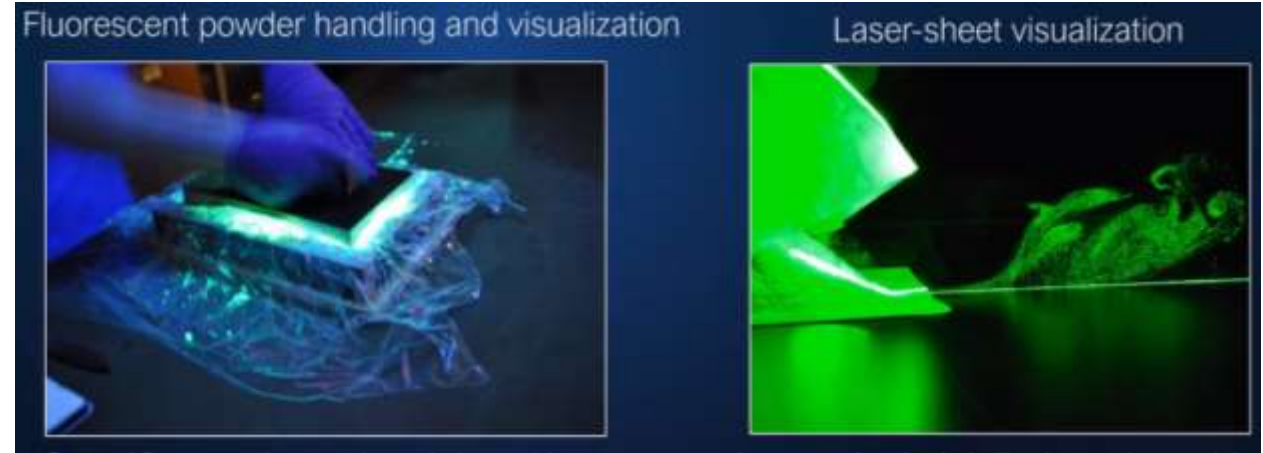 Fluorescent powder handling and visualization
Laser-sheet visualization